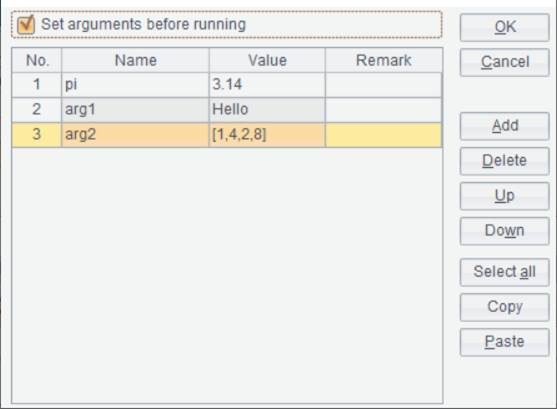 Set arguments before running
OK
Cancel
No. Name Value Remark
1 pi 3.14
2 arg1 Hello
3 arg2 [1,4,2,8]
Add
Delete
Up
Down
Select all
Copy
Paste